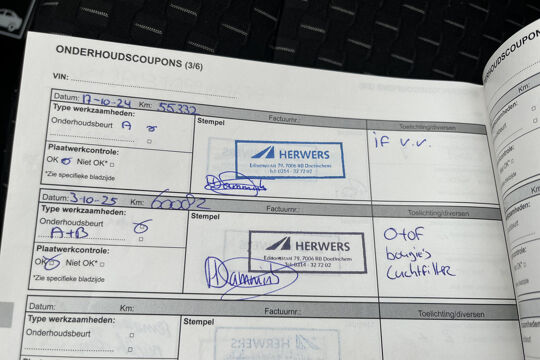 ONDERHOUDSCOUPONS (3/6)
ONDERHOUDSCOUPONS
VIN:
Datum: 17-10-24 Km: 55332
Factuurnr.:
Type werkzaamheden:
Onderhoudsbeurt A
Stempel
Toelichting/diversen
if v.v.
Plaatwerkcontrole:
OK Niet OK*
*Zie specifieke bladzijde
HERWERS
Edisonstraat 79, 7006 RB Doetinchem
Tel: 0314 - 32 72 02
Datum: 3-10-25 Km: 60082
Factuurnr.:
Type werkzaamheden:
Onderhoudsbeurt
A+B
Stempel
Toelichting/diversen
O+of
bougies
Luchtfilter
Plaatwerkcontrole:
OK Niet OK*
*Zie specifieke bladzijde
HERWERS
Edisonstraat 79, 7006 RB Doetinchem
Tel: 0314 - 32 72 02
Datum: Km:
Factuurnr.:
Type werkzaamheden:
Onderhoudsbeurt
Stempel
Toelichting/diversen
Plaatwerkcontrole: